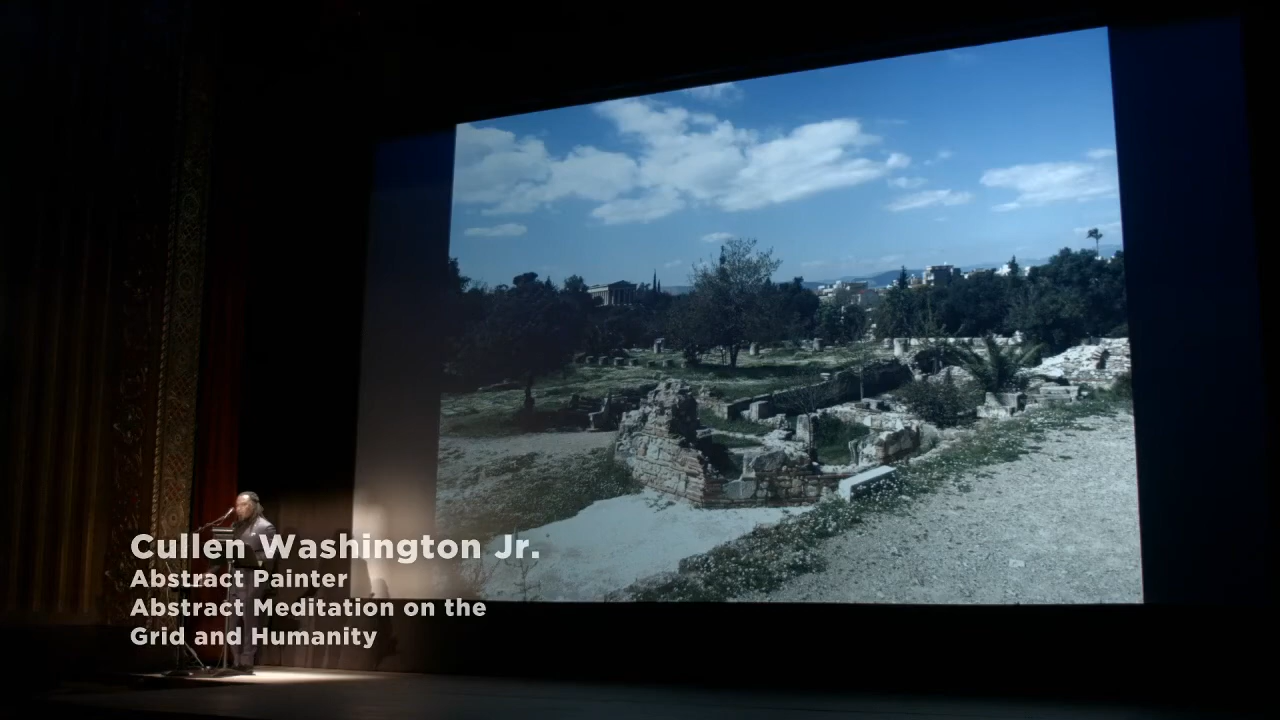 Cullen Washington Jr.
Abstract Painter
Abstract Meditation on the
Grid and Humanity